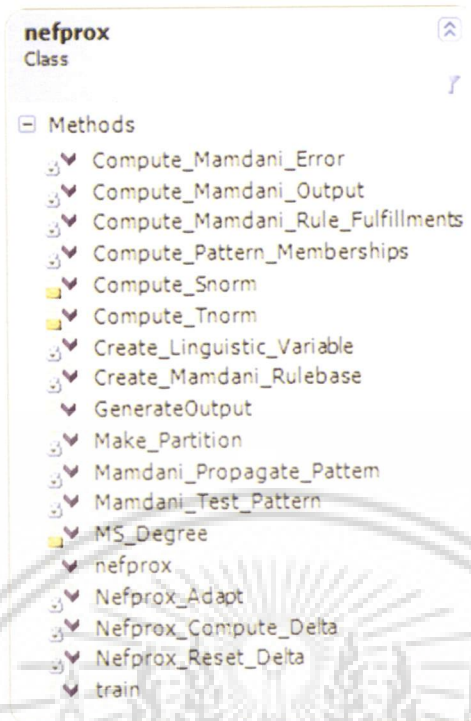 nefprox
Class
Methods
Compute_Mamdani_Error
Compute_Mamdani_Output
Compute_Mamdani_Rule_Fulfillments
Compute_Pattern_Memberships
Compute_Snorm
Compute_Tnorm
Create_Linguistic_Variable
Create_Mamdani_Rulebase
GenerateOutput
Make_Partition
Mamdani_Propagate_Pattern
Mamdani_Test_Pattern
MS_Degree
nefprox
Nefprox_Adapt
Nefprox_Compute_Delta
Nefprox_Reset_Delta
train